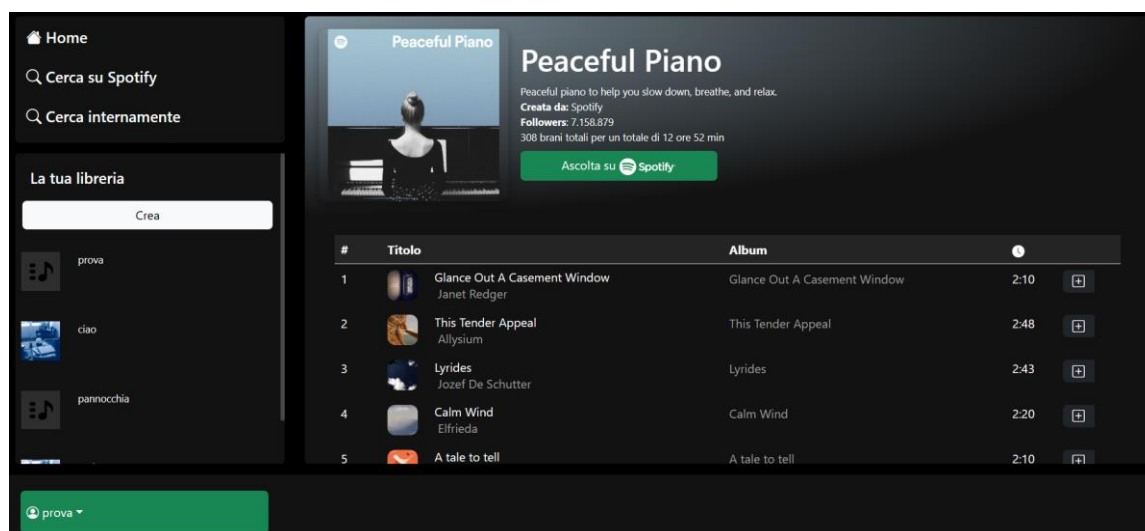 Home
Cerca su Spotify
Cerca internamente
La tua libreria
Crea
prova
ciao
pannocchia
prova
Peaceful Piano
Peaceful Piano
Peaceful piano to help you slow down, breathe, and relax.
Creata da: Spotify
Followers: 7.158.879
308 brani totali per un totale di 12 ore 52 min
Ascolta su Spotify
# Titolo Album
1 Glance Out A Casement Window Glance Out A Casement Window 2:10
Janet Redger
2 This Tender Appeal This Tender Appeal 2:48
Allysium
3 Lyrides Lyrides 2:43
Jozef De Schutter
4 Calm Wind Calm Wind 2:20
Elfrieda
5 A tale to tell A tale to tell 2:10